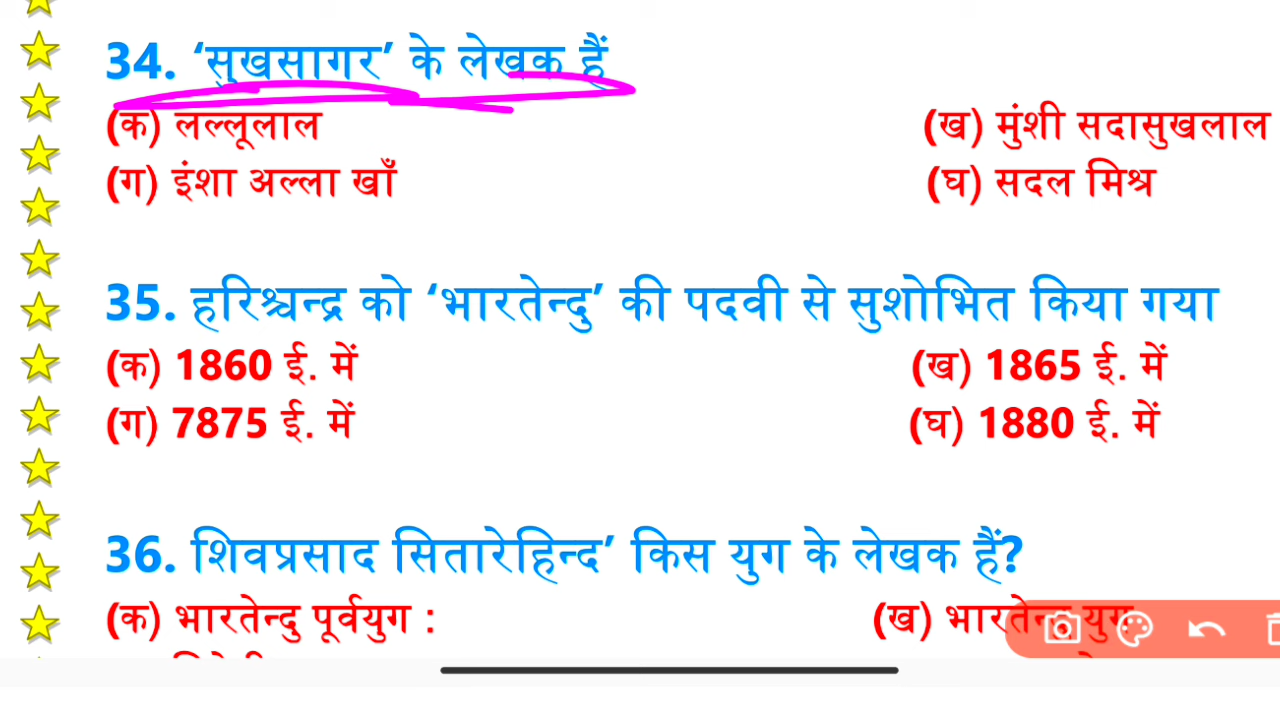 34. ‘सुखसागर’ के लेखक हैं
(क) लल्लूलाल (ख) मुंशी सदासुखलाल
(ग) इंशा अल्ला खाँ (घ) सदल मिश्र
35. हरिश्चन्द्र को ‘भारतेन्दु’ की पदवी से सुशोभित किया गया
(क) 1860 ई. में (ख) 1865 ई. में
(ग) 7875 ई. में (घ) 1880 ई. में
36. शिवप्रसाद सितारेहिन्द’ किस युग के लेखक हैं?
(क) भारतेन्दु पूर्वयुग : (ख) भारतेन्दु युग